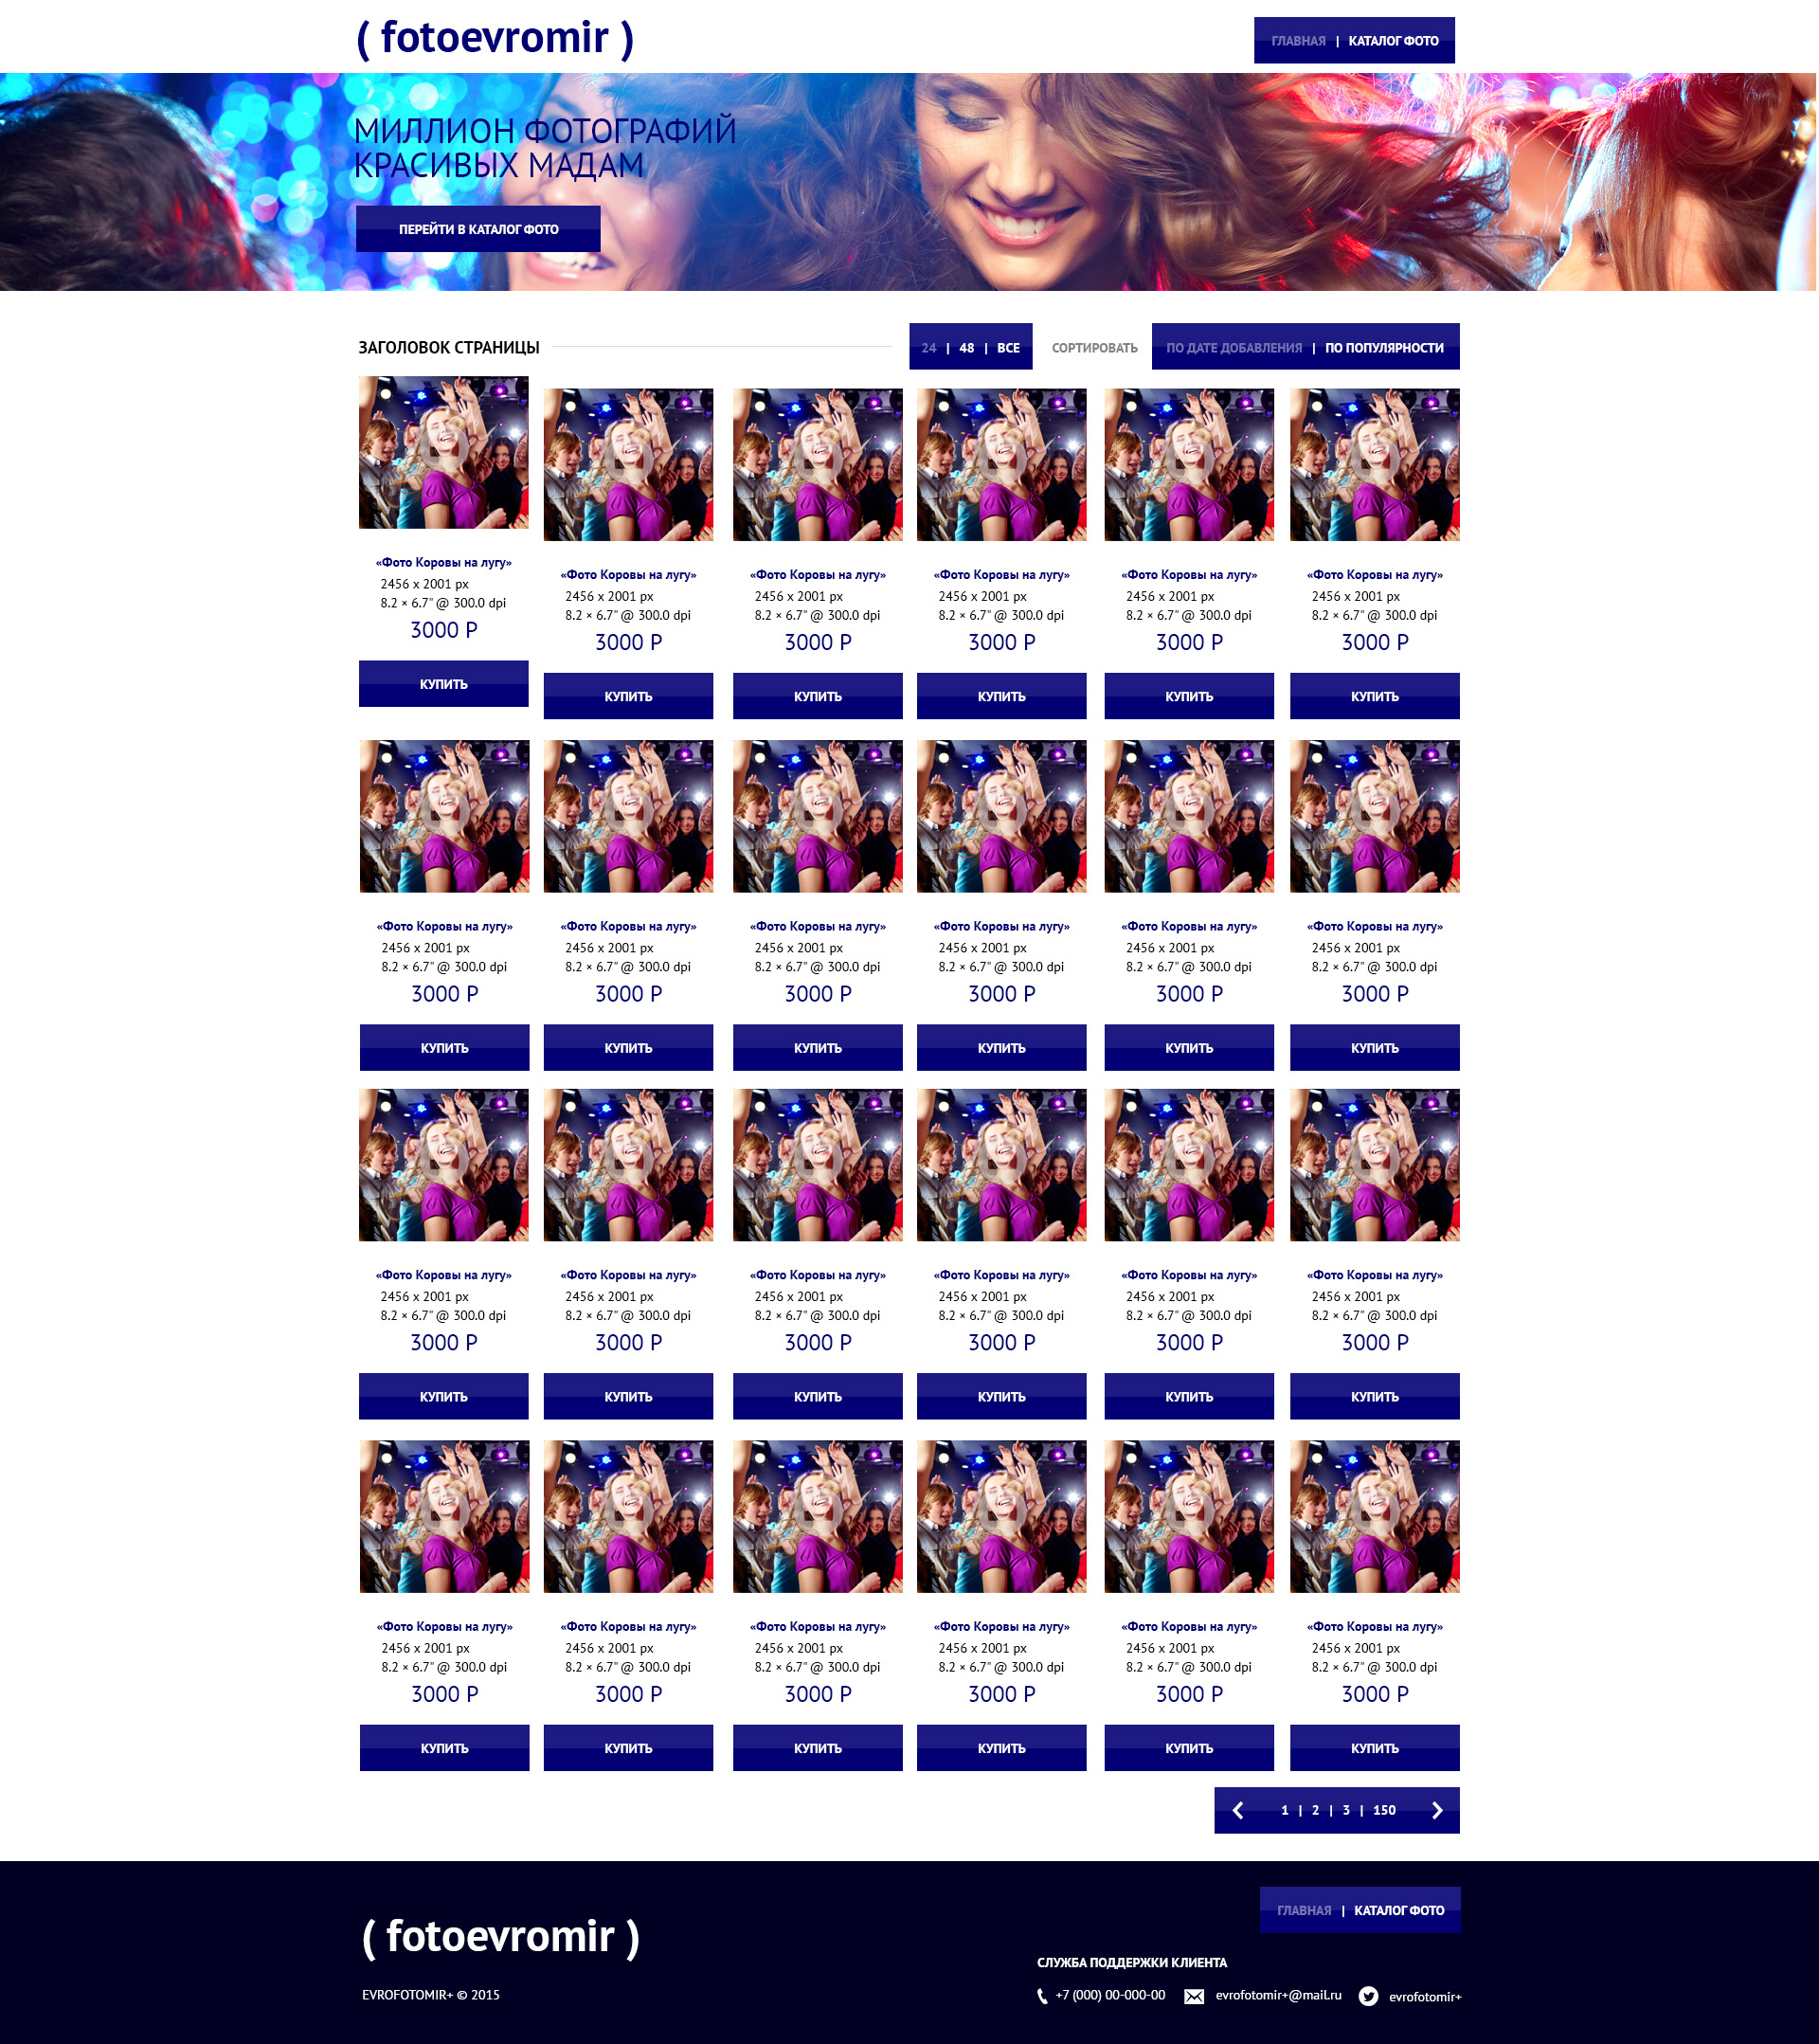 ( fotoevromir )
ГЛАВНАЯ | КАТАЛОГ ФОТО
МИЛЛИОН ФОТОГРАФИЙ
КРАСИВЫХ МАДАМ
ПЕРЕЙТИ В КАТАЛОГ ФОТО
ЗАГОЛОВОК СТРАНИЦЫ
24 | 48 | ВСЕ
СОРТИРОВАТЬ
ПО ДАТЕ ДОБАВЛЕНИЯ | ПО ПОПУЛЯРНОСТИ
«Фото Коровы на лугу» «Фото Коровы на лугу» «Фото Коровы на лугу» «Фото Коровы на лугу» «Фото Коровы на лугу» «Фото Коровы на лугу»
2456 x 2001 px 2456 x 2001 px 2456 x 2001 px 2456 x 2001 px 2456 x 2001 px 2456 x 2001 px
8.2 × 6.7" @ 300.0 dpi 8.2 × 6.7" @ 300.0 dpi 8.2 × 6.7" @ 300.0 dpi 8.2 × 6.7" @ 300.0 dpi 8.2 × 6.7" @ 300.0 dpi 8.2 × 6.7" @ 300.0 dpi
3000 Р 3000 Р 3000 Р 3000 Р 3000 Р 3000 Р
КУПИТЬ КУПИТЬ КУПИТЬ КУПИТЬ КУПИТЬ КУПИТЬ
«Фото Коровы на лугу» «Фото Коровы на лугу» «Фото Коровы на лугу» «Фото Коровы на лугу» «Фото Коровы на лугу» «Фото Коровы на лугу»
2456 x 2001 px 2456 x 2001 px 2456 x 2001 px 2456 x 2001 px 2456 x 2001 px 2456 x 2001 px
8.2 × 6.7" @ 300.0 dpi 8.2 × 6.7" @ 300.0 dpi 8.2 × 6.7" @ 300.0 dpi 8.2 × 6.7" @ 300.0 dpi 8.2 × 6.7" @ 300.0 dpi 8.2 × 6.7" @ 300.0 dpi
3000 Р 3000 Р 3000 Р 3000 Р 3000 Р 3000 Р
КУПИТЬ КУПИТЬ КУПИТЬ КУПИТЬ КУПИТЬ КУПИТЬ
«Фото Коровы на лугу» «Фото Коровы на лугу» «Фото Коровы на лугу» «Фото Коровы на лугу» «Фото Коровы на лугу» «Фото Коровы на лугу»
2456 x 2001 px 2456 x 2001 px 2456 x 2001 px 2456 x 2001 px 2456 x 2001 px 2456 x 2001 px
8.2 × 6.7" @ 300.0 dpi 8.2 × 6.7" @ 300.0 dpi 8.2 × 6.7" @ 300.0 dpi 8.2 × 6.7" @ 300.0 dpi 8.2 × 6.7" @ 300.0 dpi 8.2 × 6.7" @ 300.0 dpi
3000 Р 3000 Р 3000 Р 3000 Р 3000 Р 3000 Р
КУПИТЬ КУПИТЬ КУПИТЬ КУПИТЬ КУПИТЬ КУПИТЬ
«Фото Коровы на лугу» «Фото Коровы на лугу» «Фото Коровы на лугу» «Фото Коровы на лугу» «Фото Коровы на лугу» «Фото Коровы на лугу»
2456 x 2001 px 2456 x 2001 px 2456 x 2001 px 2456 x 2001 px 2456 x 2001 px 2456 x 2001 px
8.2 × 6.7" @ 300.0 dpi 8.2 × 6.7" @ 300.0 dpi 8.2 × 6.7" @ 300.0 dpi 8.2 × 6.7" @ 300.0 dpi 8.2 × 6.7" @ 300.0 dpi 8.2 × 6.7" @ 300.0 dpi
3000 Р 3000 Р 3000 Р 3000 Р 3000 Р 3000 Р
КУПИТЬ КУПИТЬ КУПИТЬ КУПИТЬ КУПИТЬ КУПИТЬ
1 | 2 | 3 | 150
ГЛАВНАЯ | КАТАЛОГ ФОТО
( fotoevromir )
СЛУЖБА ПОДДЕРЖКИ КЛИЕНТА
EVROFOTOMIR+ © 2015
+7 (000) 00-000-00
evrofotomir+@mail.ru
evrofotomir+